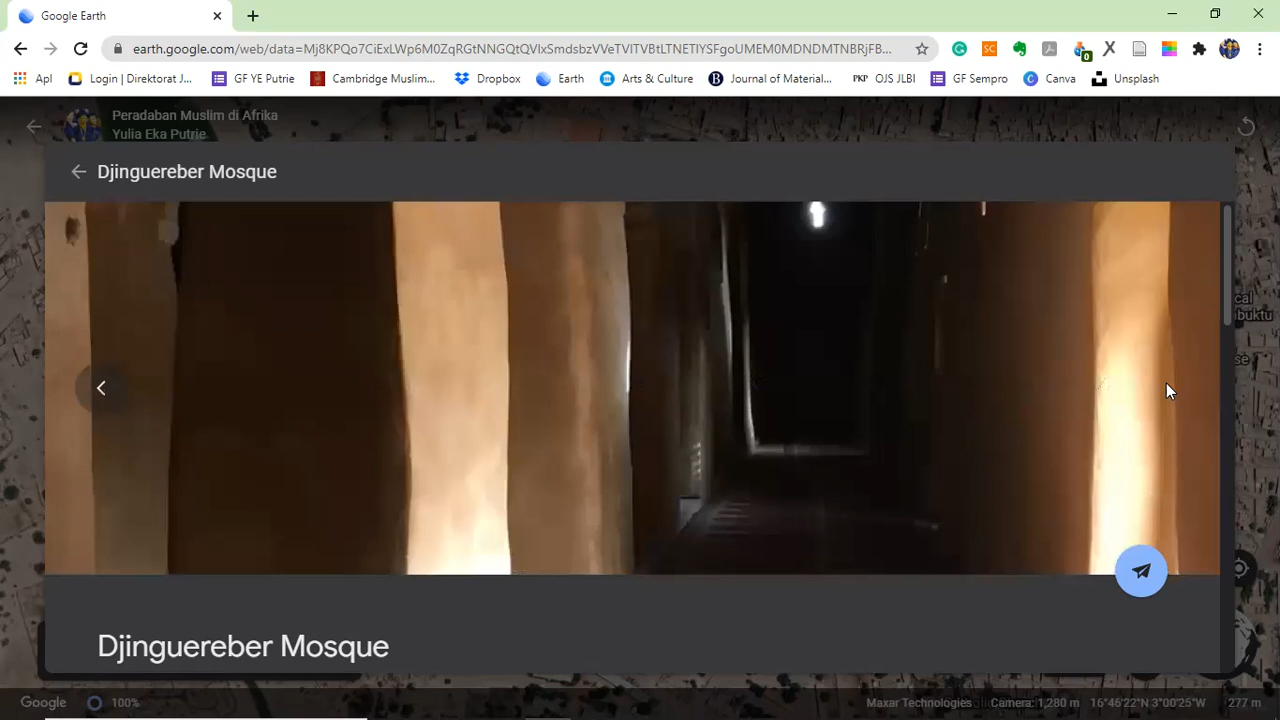 Google Earth
earth.google.com/web/data=Mj8KPQo7CiExLWp6M0ZqRGtNNGQtQVIxSmdsbzVVeTVITVBtLTNETlYSFgoUMEM0MDNDMTNBRjFB...
Apl
Login | Direktorat J...
GF YE Putrie
Cambridge Muslim...
Dropbox
Earth
Arts & Culture
Journal of Material...
PKP OJS JLBI
GF Sempro
Canva
Unsplash
Peradaban Muslim di Afrika
Yulia Eka Putrie
Djinguereber Mosque
Djinguereber Mosque
Google
100%
Maxar Technologies
Camera: 1,280 m
16°46'22"N 3°00'25"W
277 m